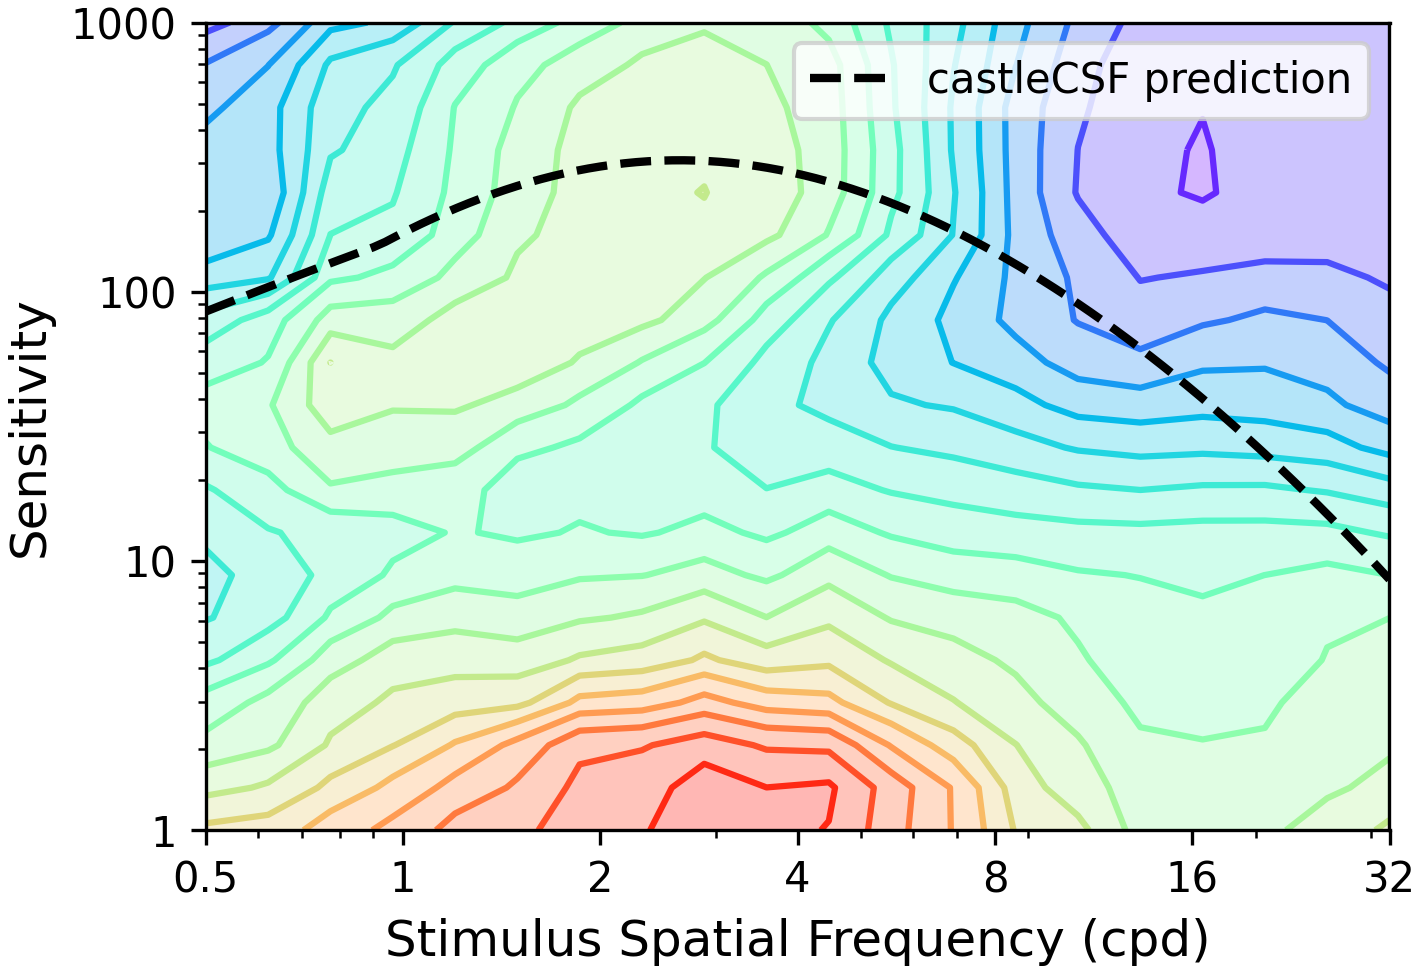 1000
castleCSF prediction
100
Sensitivity
10
1
0.5 1 2 4 8 16 32
Stimulus Spatial Frequency (cpd)